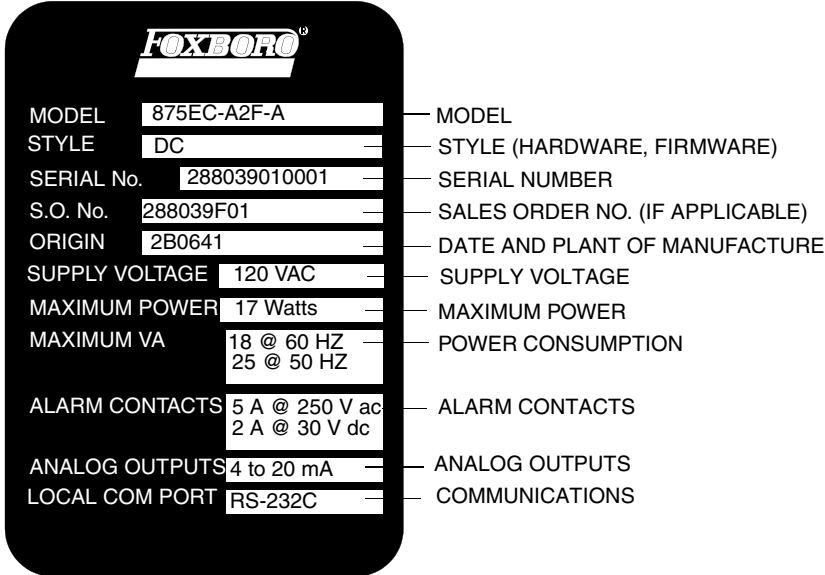 FOXBORO®
MODEL 875EC-A2F-A MODEL
STYLE DC STYLE (HARDWARE, FIRMWARE)
SERIAL No. 288039010001 SERIAL NUMBER
S.O. No. 288039F01 SALES ORDER NO. (IF APPLICABLE)
ORIGIN 2B0641 DATE AND PLANT OF MANUFACTURE
SUPPLY VOLTAGE 120 VAC SUPPLY VOLTAGE
MAXIMUM POWER 17 Watts MAXIMUM POWER
MAXIMUM VA 18 @ 60 HZ POWER CONSUMPTION
25 @ 50 HZ
ALARM CONTACTS 5 A @ 250 V ac ALARM CONTACTS
2 A @ 30 V dc
ANALOG OUTPUTS 4 to 20 mA ANALOG OUTPUTS
LOCAL COM PORT RS-232C COMMUNICATIONS